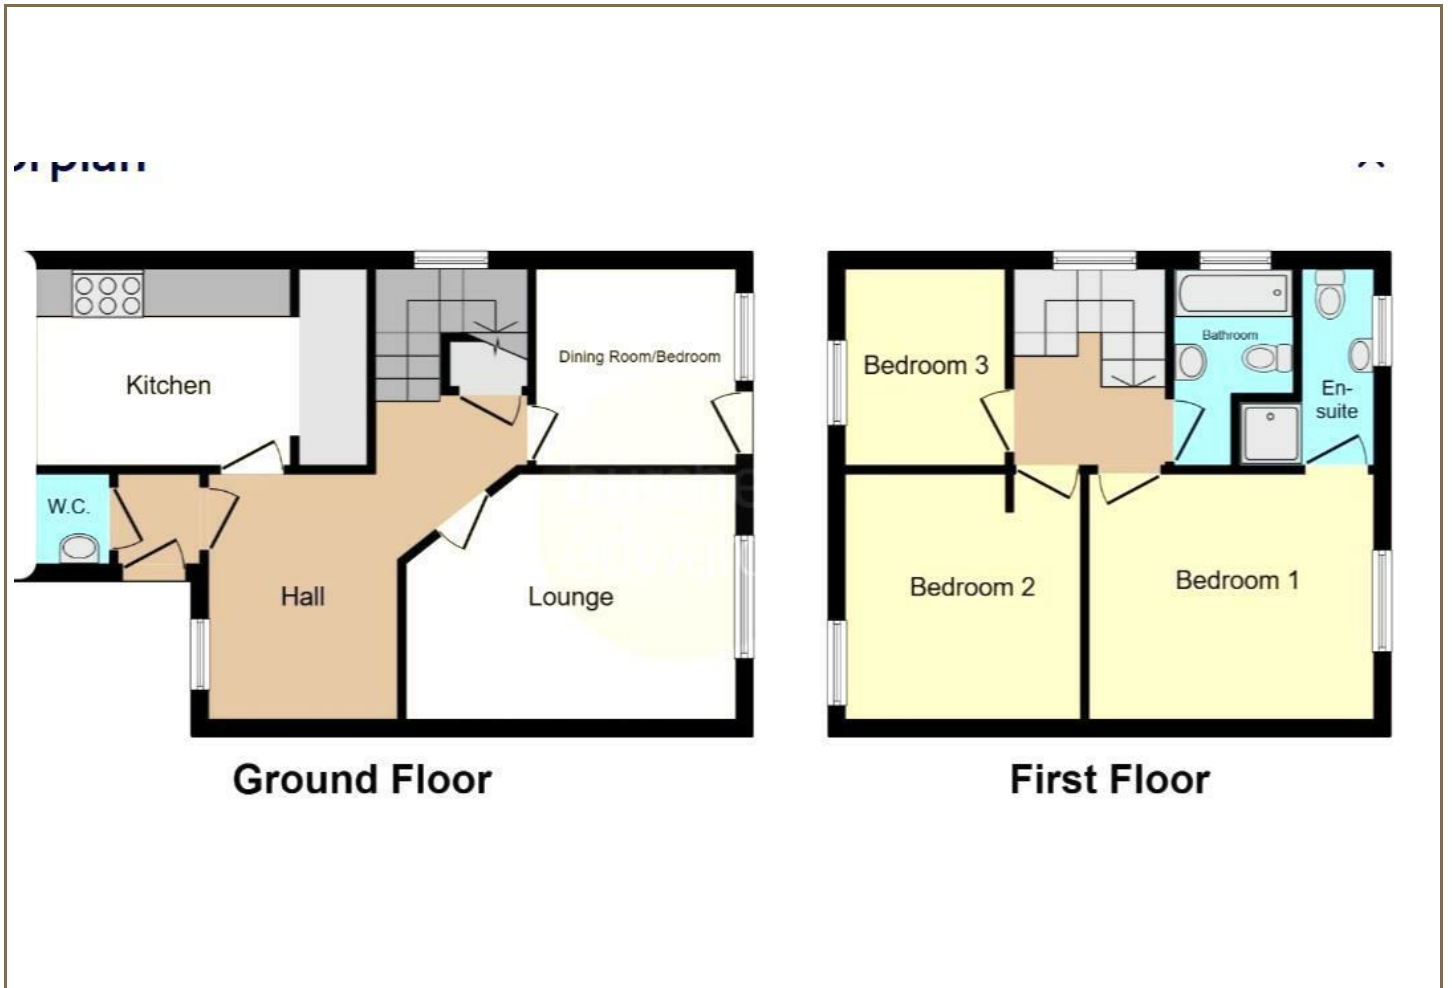 Kitchen
Dining Room/Bedroom
W.C.
Hall
Lounge
Ground Floor
Bedroom 3
Bathroom
En-
suite
Bedroom 2
Bedroom 1
First Floor